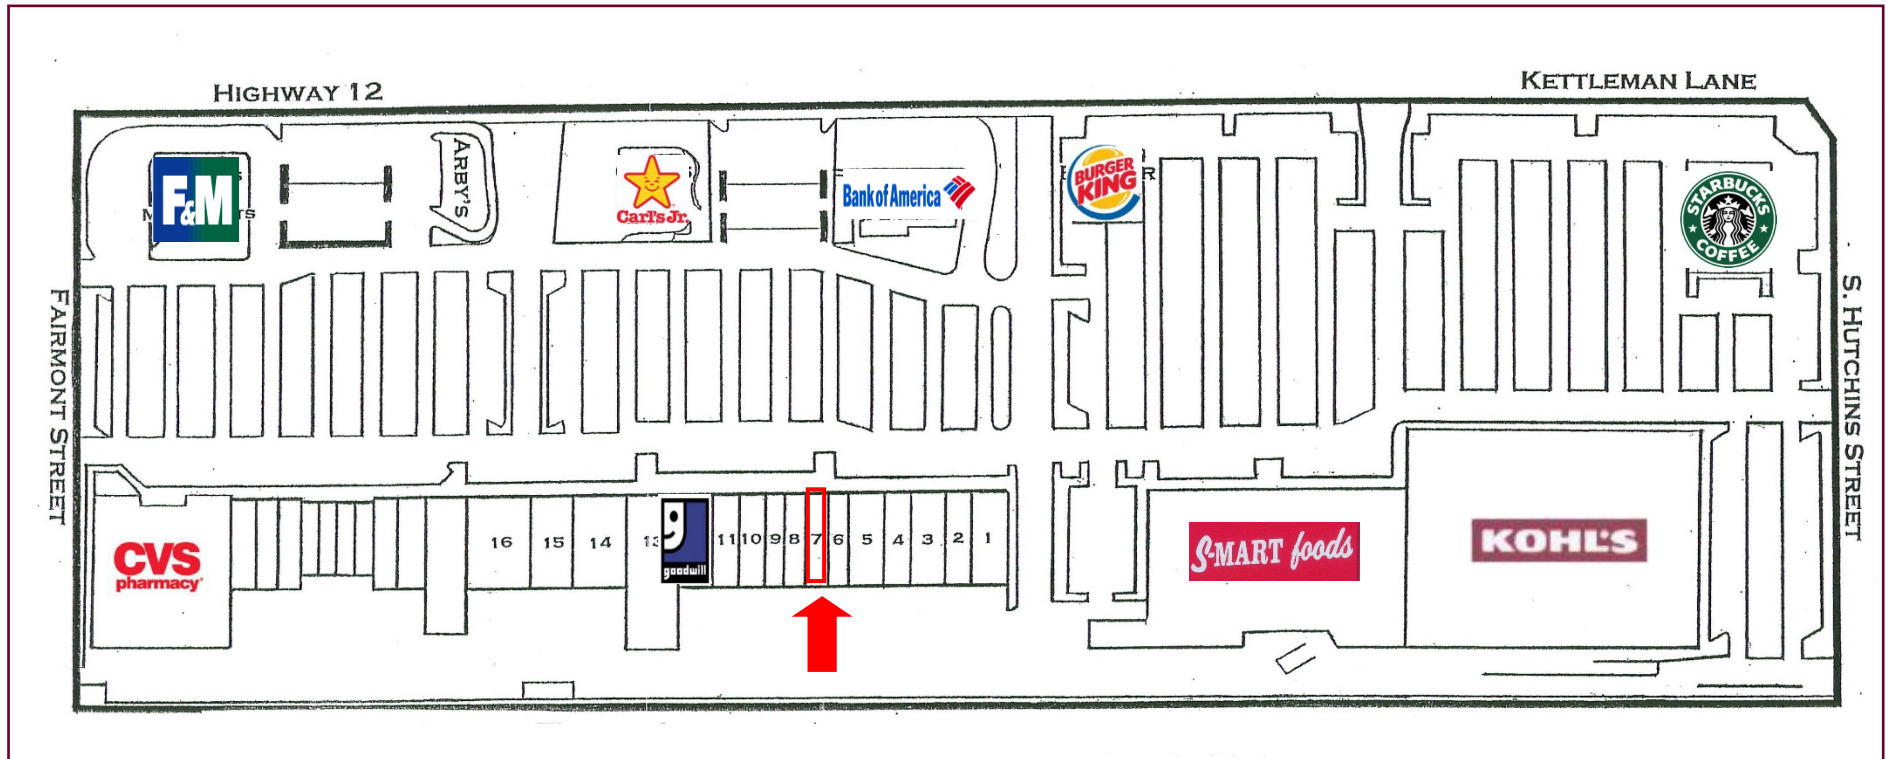 HIGHWAY 12
KETTLEMAN LANE
F&M
ARBY'S
Carl's Jr.
Bank of America
BURGER
KING
R
STARBUCKS
COFFEE
FAIRMONT STREET
S. HUTCHINS STREET
CVS
pharmacy
16
15
14
13
goodwill
11
10
9
8
7
6
5
4
3
2
1
S-MART foods
KOHL'S